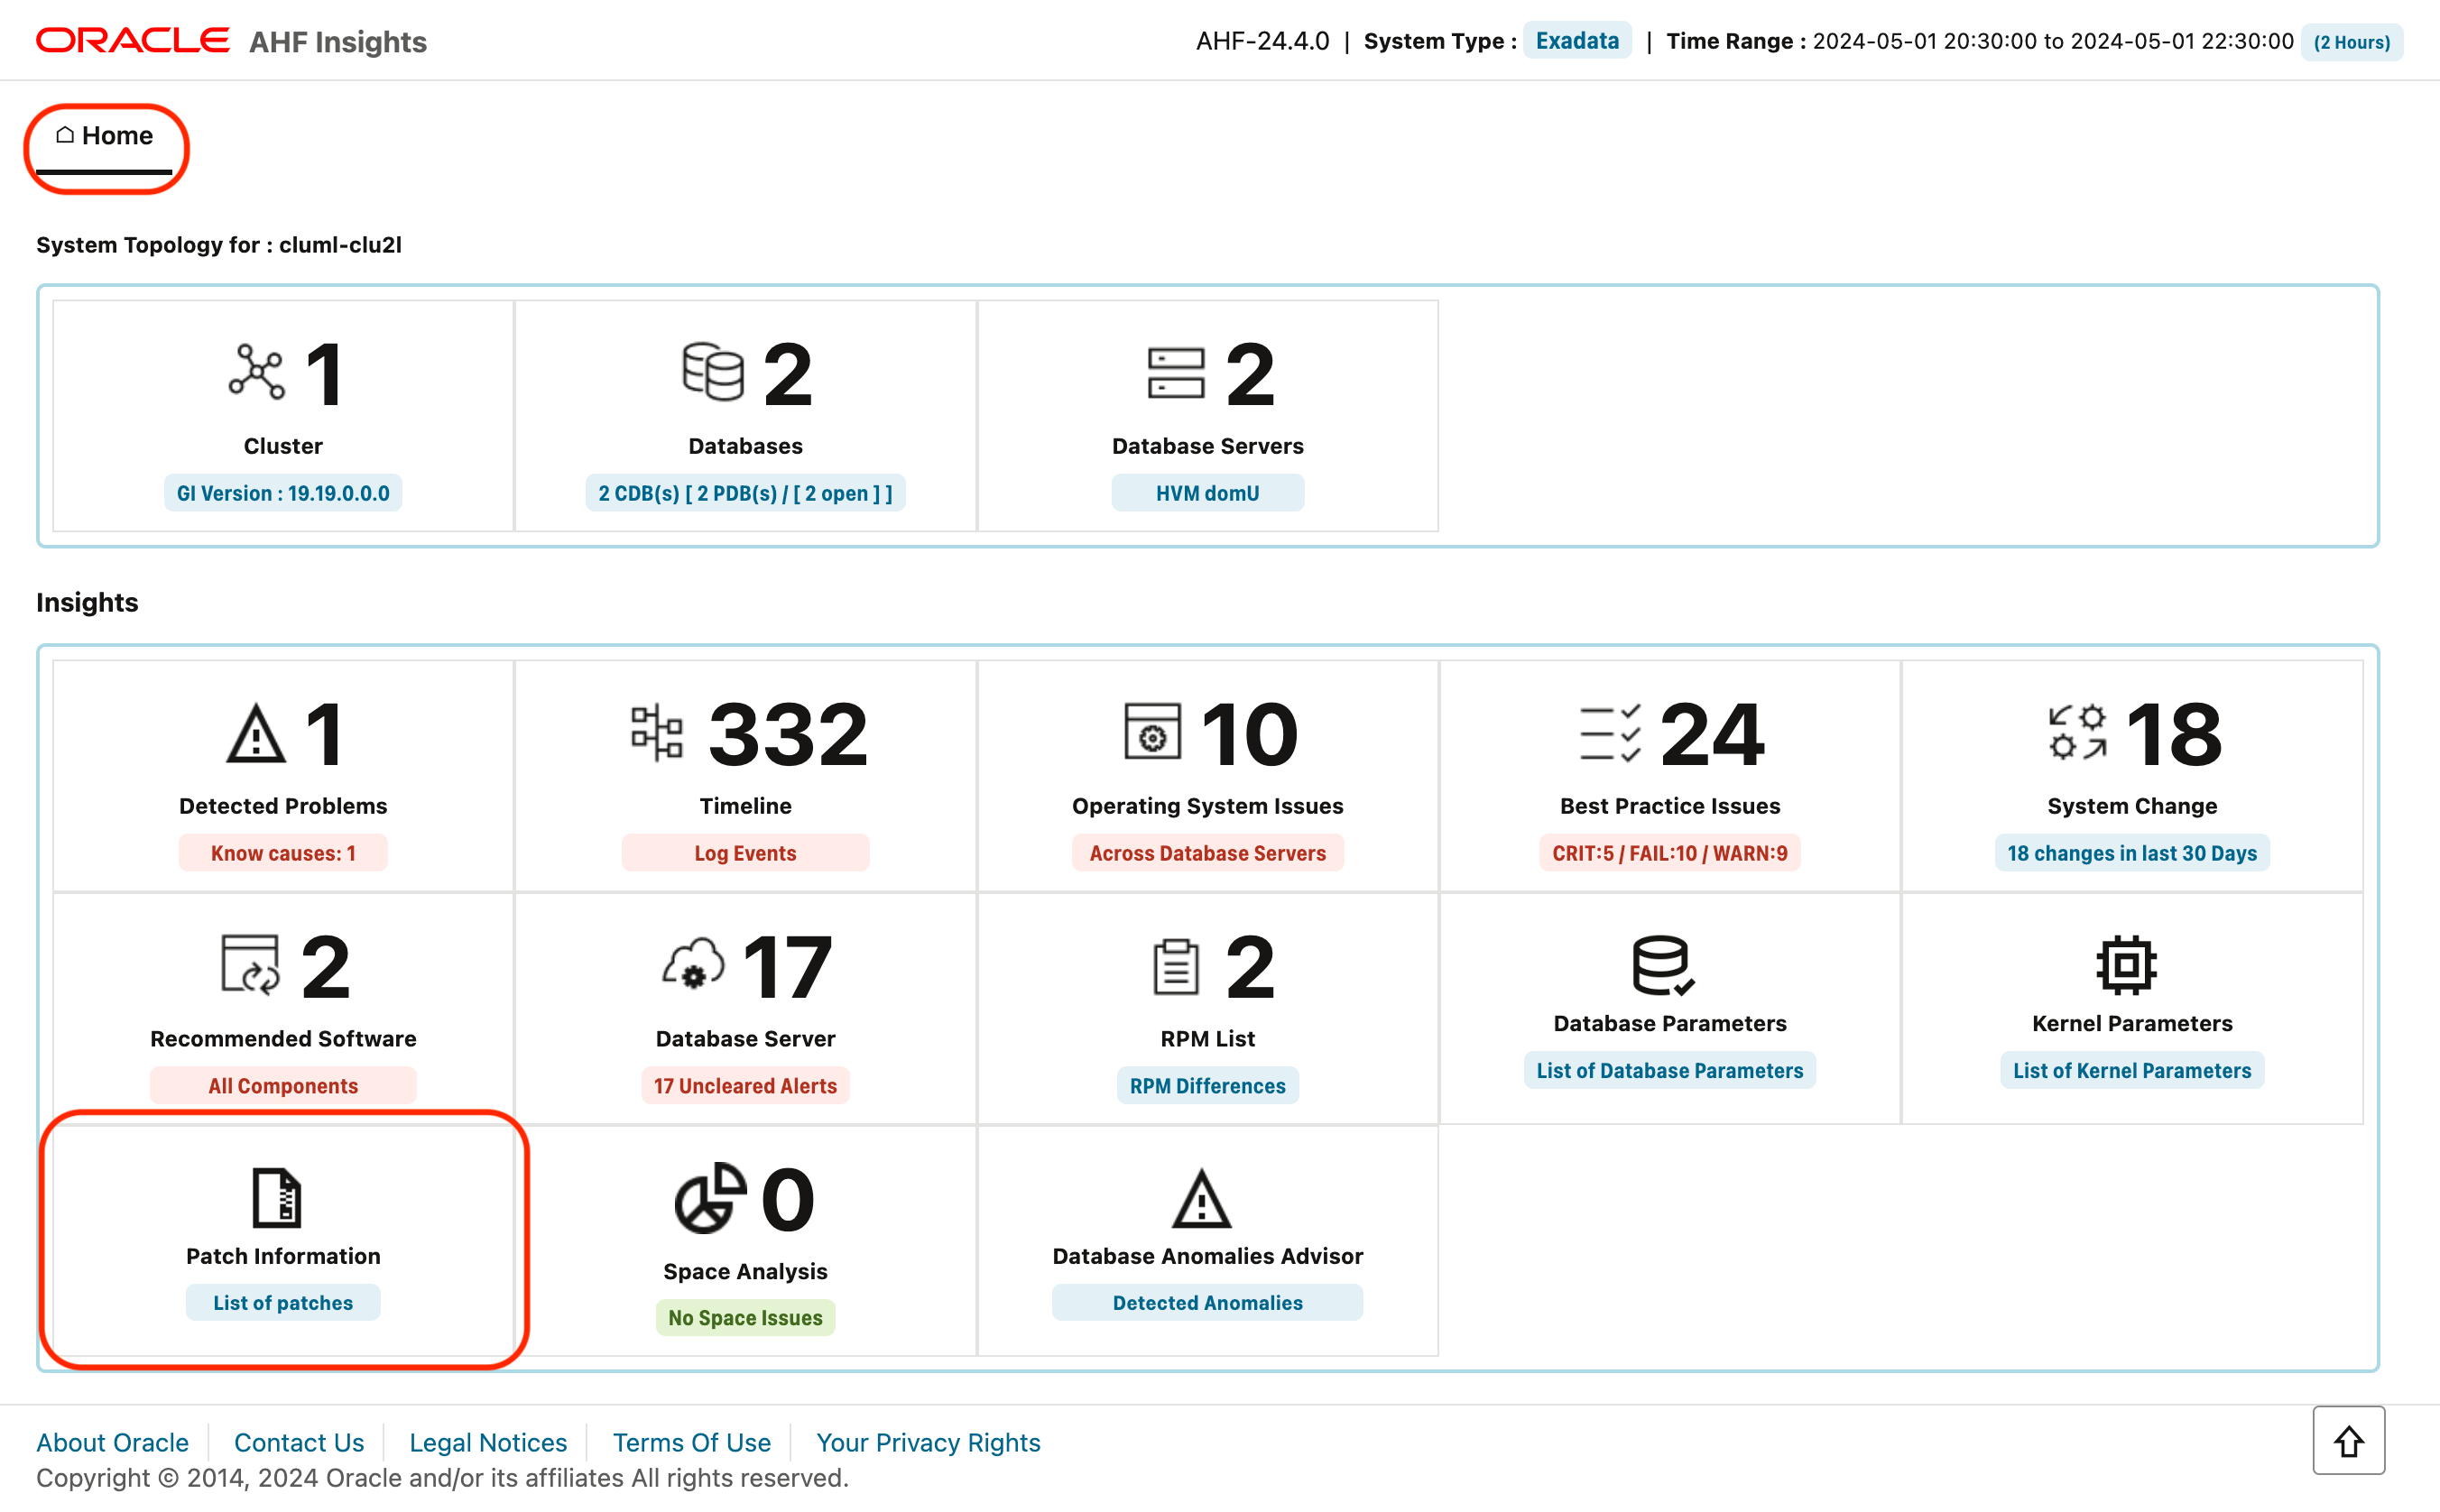 ORACLE AHF Insights
AHF-24.4.0 | System Type : Exadata | Time Range : 2024-05-01 20:30:00 to 2024-05-01 22:30:00 (2 Hours)
Home
System Topology for : cluml-clu2l
1
Cluster
GI Version : 19.19.0.0.0
2
Databases
2 CDB(s) [ 2 PDB(s) / [ 2 open ] ]
2
Database Servers
HVM domU
Insights
1
Detected Problems
Know causes: 1
332
Timeline
Log Events
10
Operating System Issues
Across Database Servers
24
Best Practice Issues
CRIT:5 / FAIL:10 / WARN:9
18
System Change
18 changes in last 30 Days
2
Recommended Software
All Components
17
Database Server
17 Uncleared Alerts
2
RPM List
RPM Differences
Database Parameters
List of Database Parameters
Kernel Parameters
List of Kernel Parameters
Patch Information
List of patches
0
Space Analysis
No Space Issues
Database Anomalies Advisor
Detected Anomalies
About Oracle | Contact Us | Legal Notices | Terms Of Use | Your Privacy Rights
Copyright © 2014, 2024 Oracle and/or its affiliates All rights reserved.